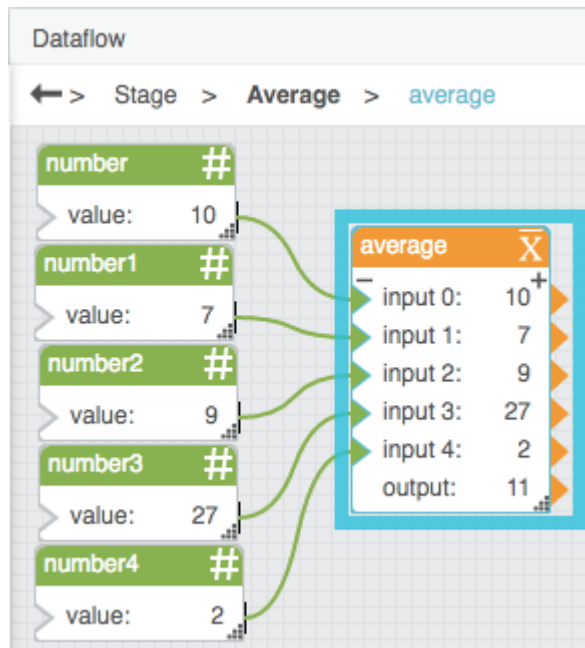 Dataflow
← > Stage > Average > average
number #
value: 10
number1 #
value: 7
number2 #
value: 9
number3 #
value: 27
number4 #
value: 2
average X̅
− +
input 0: 10
input 1: 7
input 2: 9
input 3: 27
input 4: 2
output: 11